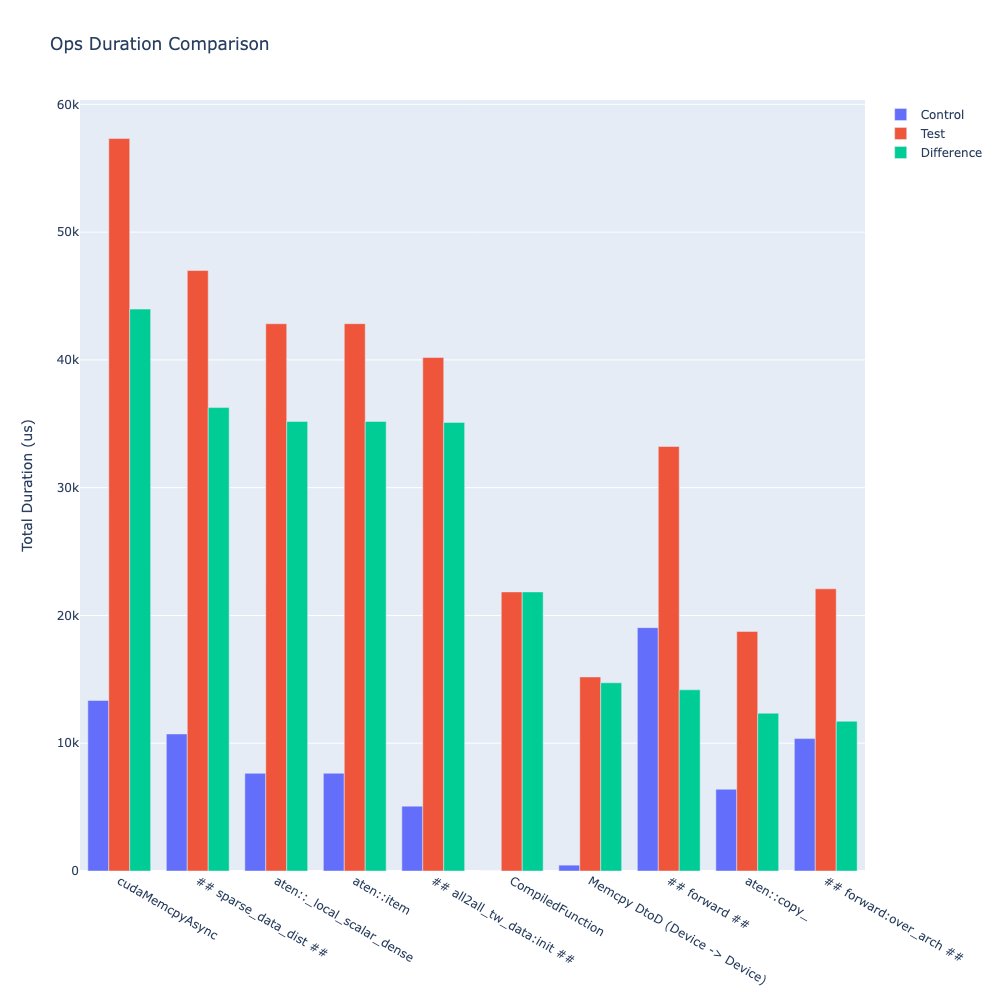 Ops Duration Comparison
Control
Test
Difference
60k
50k
40k
30k
20k
10k
0
Total Duration (us)
cudaMemcpyAsync
## sparse_data_dist ##
aten::_local_scalar_dense
aten::item
## all2all_tw_data:init ##
CompiledFunction
Memcpy DtoD (Device -> Device)
## forward ##
aten::copy_
## forward:over_arch ##